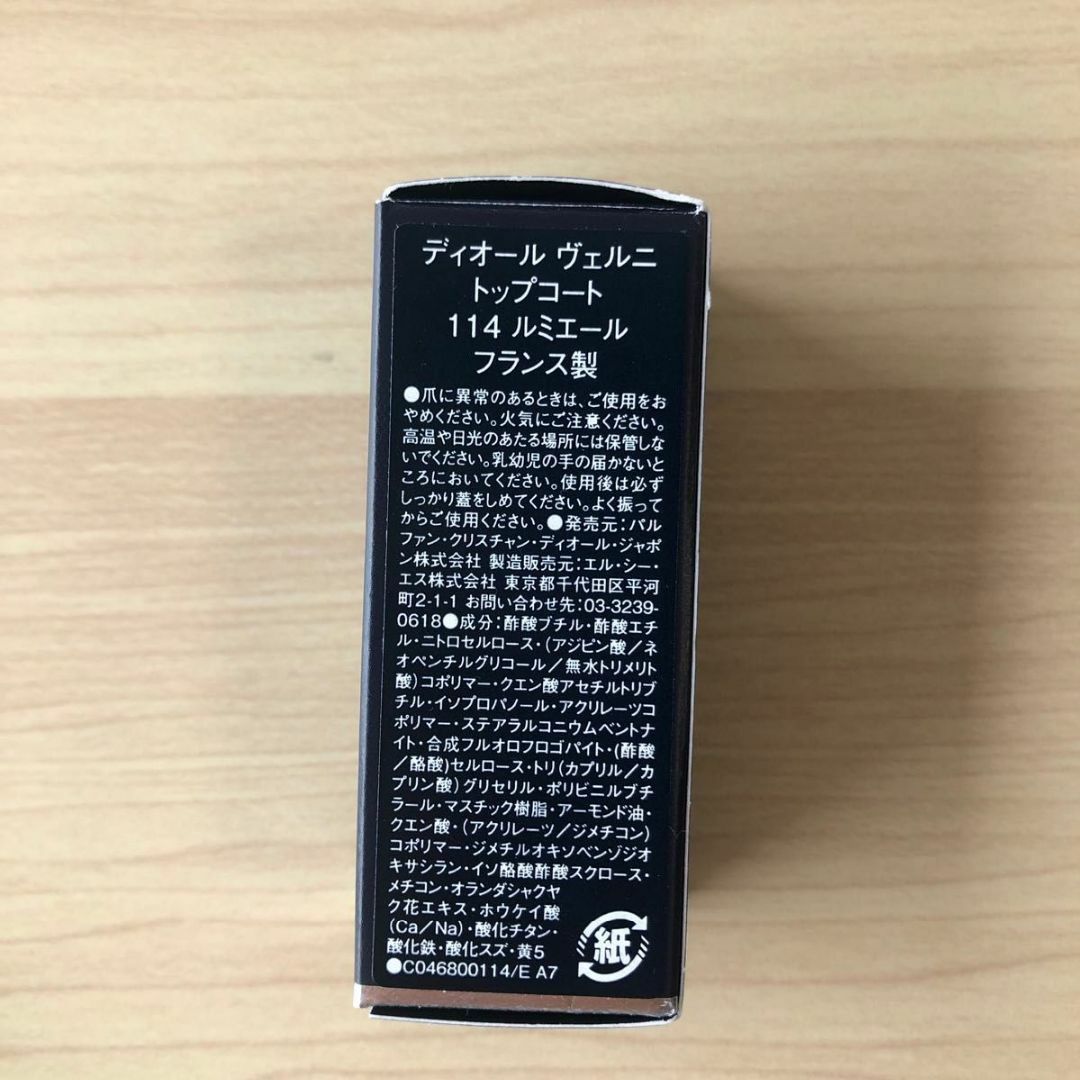 ディオール ヴェルニ
トップコート
114 ルミエール
フランス製
●爪に異常のあるときは、ご使用をお
やめください。火気にご注意ください。
高温や日光のあたる場所には保管しな
いでください。乳幼児の手の届かないと
ころにおいてください。使用後は必ず
しっかり蓋をしめてください。よく振って
からご使用ください。●発売元：パル
ファン・クリスチャン・ディオール・ジャポ
ン株式会社 製造販売元：エル・シー・
エス株式会社 東京都千代田区平河
町2-1-1 お問い合わせ先：03-3239-
0618●成分：酢酸ブチル・酢酸エチ
ル・ニトロセルロース・（アジピン酸／ネ
オペンチルグリコール／無水トリメリト
酸）コポリマー・クエン酸アセチルトリブ
チル・イソプロパノール・アクリレーツコ
ポリマー・ステアラルコニウムベントナ
イト・合成フルオロフロゴパイト・（酢酸
／酪酸）セルロース・トリ（カプリル／カ
プリン酸）グリセリル・ポリビニルブチ
ラール・マスチック樹脂・アーモンド油・
クエン酸・（アクリレーツ／ジメチコン）
コポリマー・ジメチルオキソベンゾジオ
キサシラン・イソ酪酸酢酸スクロース・
メチコン・オランダシャクヤ
ク花エキス・ホウケイ酸
（Ca／Na）・酸化チタン・
酸化鉄・酸化スズ・黄5
●C046800114/E A7
紙